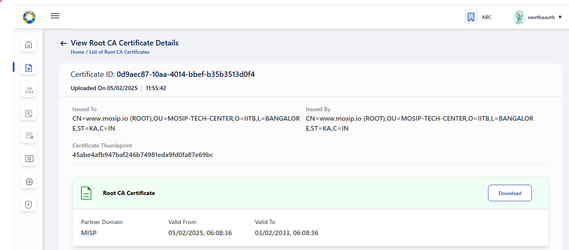 ABC
swethaauth
View Root CA Certificate Details
Home / List of Root CA Certificates
Certificate ID: 0d9aec87-10aa-4014-bbef-b35b3513d0f4
Uploaded On 05/02/2025 | 11:55:42
Issued To
CN=www.mosip.io (ROOT),OU=MOSIP-TECH-CENTER,O=IITB,L=BANGALOR
E,ST=KA,C=IN
Issued By
CN=www.mosip.io (ROOT),OU=MOSIP-TECH-CENTER,O=IITB,L=BANGALOR
E,ST=KA,C=IN
Certificate Thumbprint
45abe4afb947baf246b74981eda9fd0fa87e69bc
Root CA Certificate
Download
Partner Domain
MISP
Valid From
05/02/2025, 06:08:36
Valid To
03/02/2033, 06:08:36